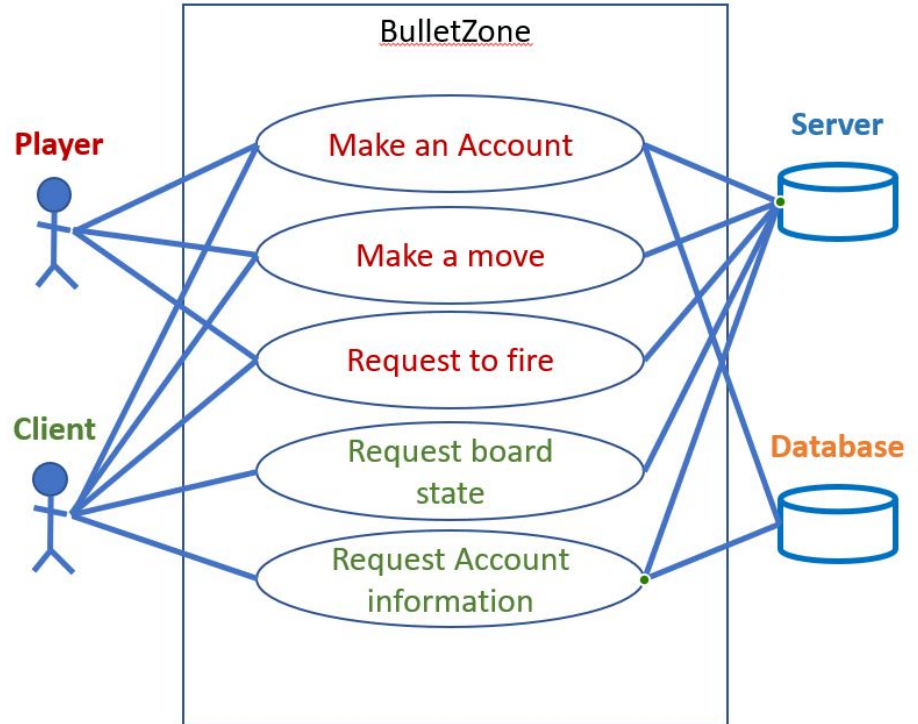 BulletZone
Player
Make an Account
Server
Make a move
Request to fire
Client
Request board
state
Database
Request Account
information